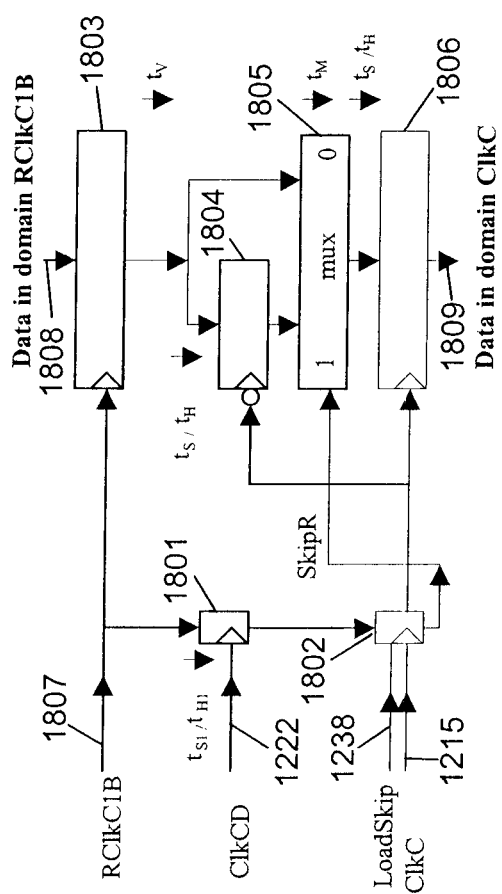 Data in domain RClkC1B
1808
1803
RClkC1B
1807
tV
tS / tH
1804
1801
tS1/tH1
ClkCD
1222
SkipR
1 mux 0
1805
tM
tS /tH
1802
LoadSkip
1238
ClkC
1215
1806
1809
Data in domain ClkC